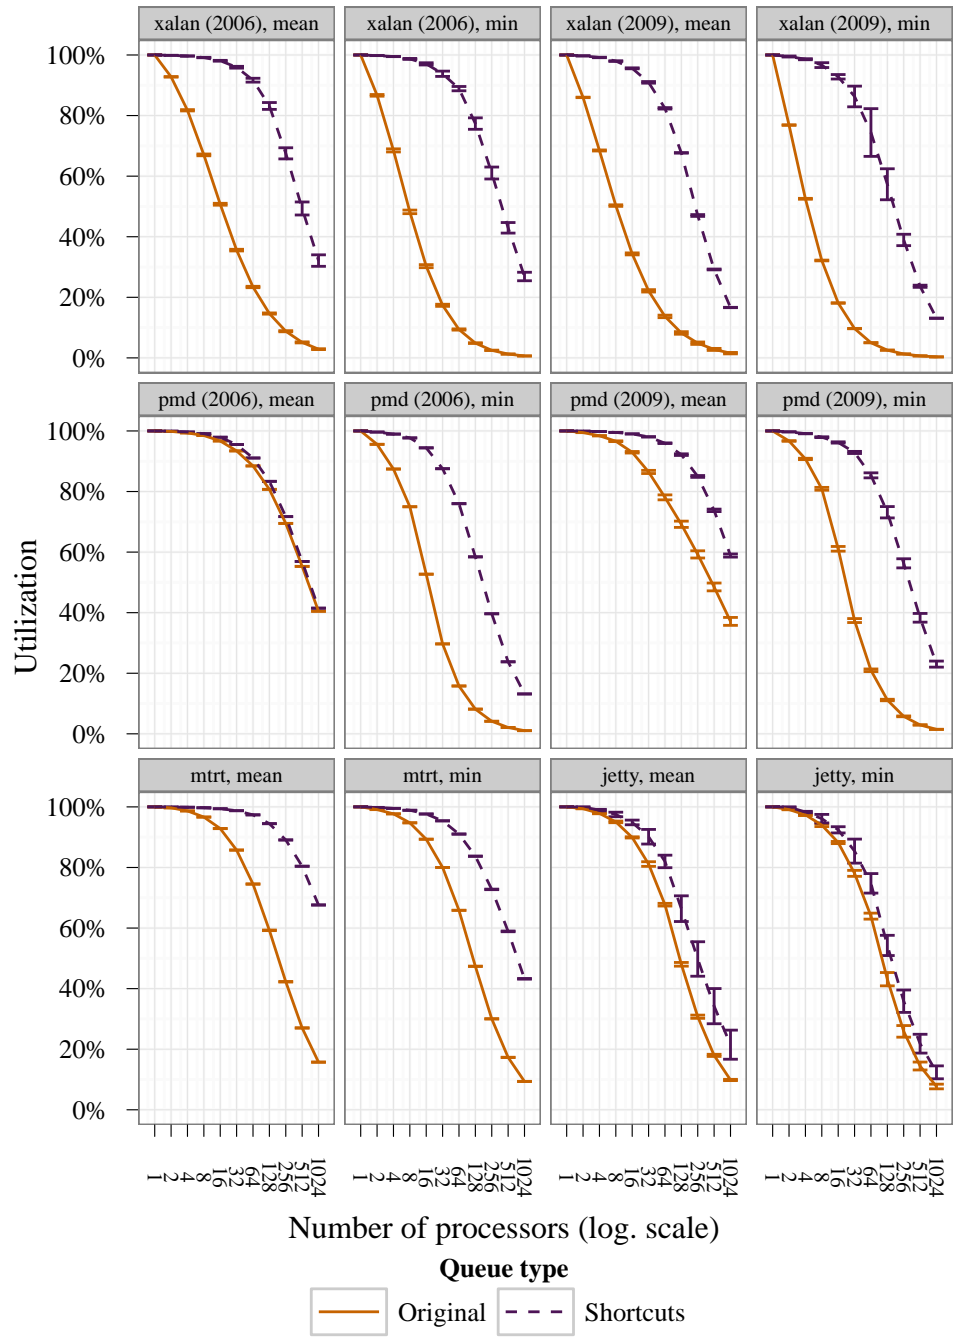 xalan (2006), mean xalan (2006), min xalan (2009), mean xalan (2009), min
100%
80%
60%
40%
20%
0%
pmd (2006), mean pmd (2006), min pmd (2009), mean pmd (2009), min
100%
80%
60%
40%
20%
0%
Utilization
mtrt, mean mtrt, min jetty, mean jetty, min
100%
80%
60%
40%
20%
0%
1 2 4 8 16 32 64 128 256 512 1024 1 2 4 8 16 32 64 128 256 512 1024 1 2 4 8 16 32 64 128 256 512 1024 1 2 4 8 16 32 64 128 256 512 1024
Number of processors (log. scale)
Queue type
Original Shortcuts